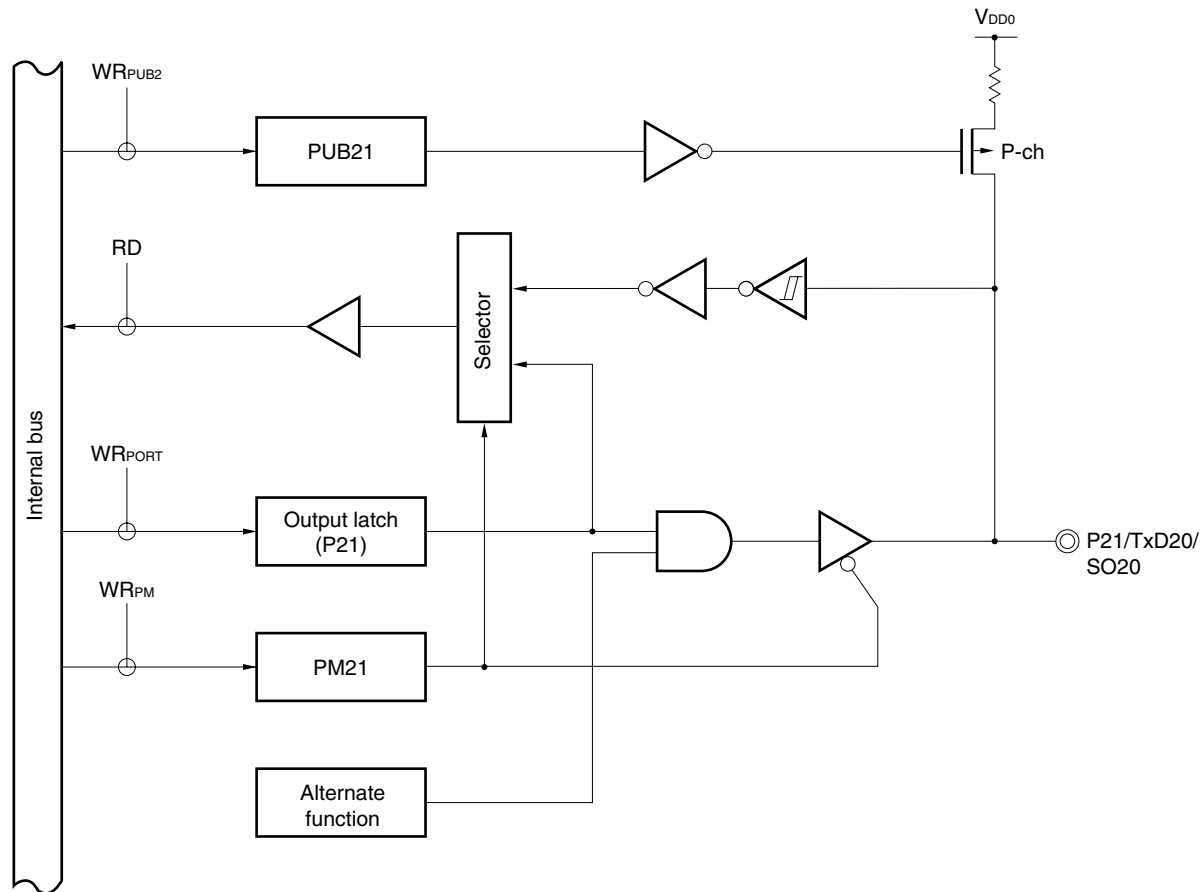 VDD0
WRPUB2
PUB21
P-ch
RD
Selector
Internal bus
WRPORT
Output latch
(P21)
P21/TxD20/
SO20
WRPM
PM21
Alternate
function